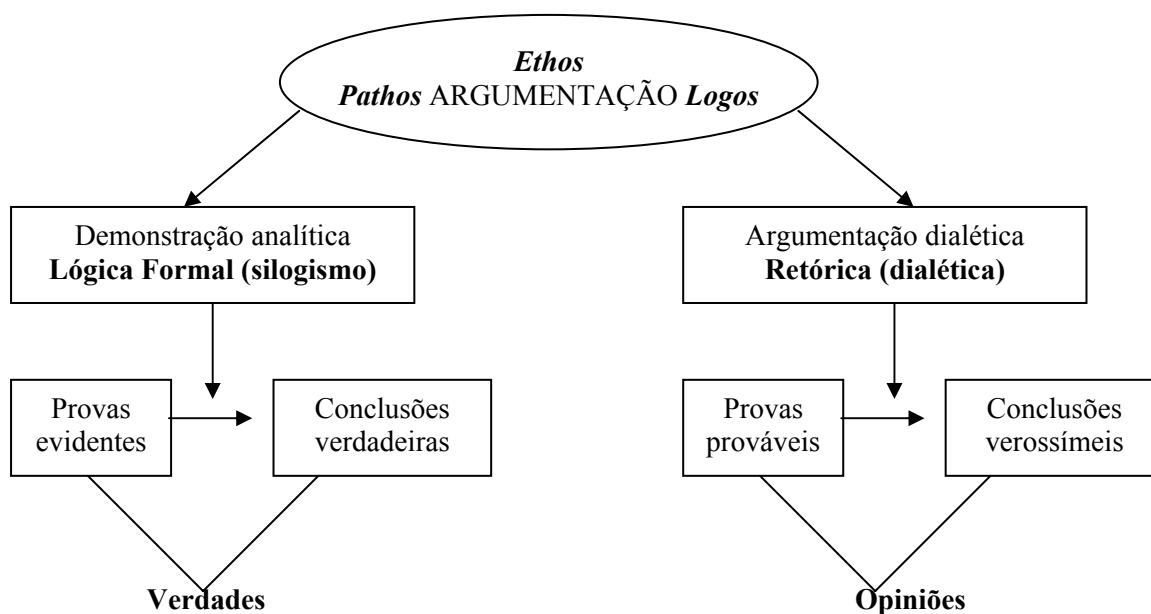 Ethos
Pathos ARGUMENTAÇÃO Logos
Demonstração analítica
Lógica Formal (silogismo)
Argumentação dialética
Retórica (dialética)
Provas
evidentes
Conclusões
verdadeiras
Provas
prováveis
Conclusões
verossímeis
Verdades
Opiniões